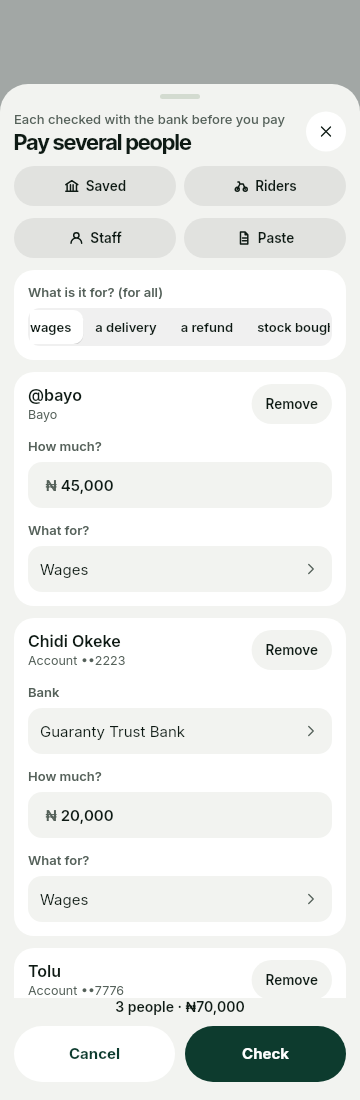 Each checked with the bank before you pay
Pay several people
Saved
Riders
Staff
Paste
What is it for? (for all)
wages
a delivery
a refund
stock bough
@bayo
Bayo
Remove
How much?
₦ 45,000
What for?
Wages
Chidi Okeke
Account ••2223
Remove
Bank
Guaranty Trust Bank
How much?
₦ 20,000
What for?
Wages
Tolu
Account ••7776
Remove
3 people · ₦70,000
Cancel
Check